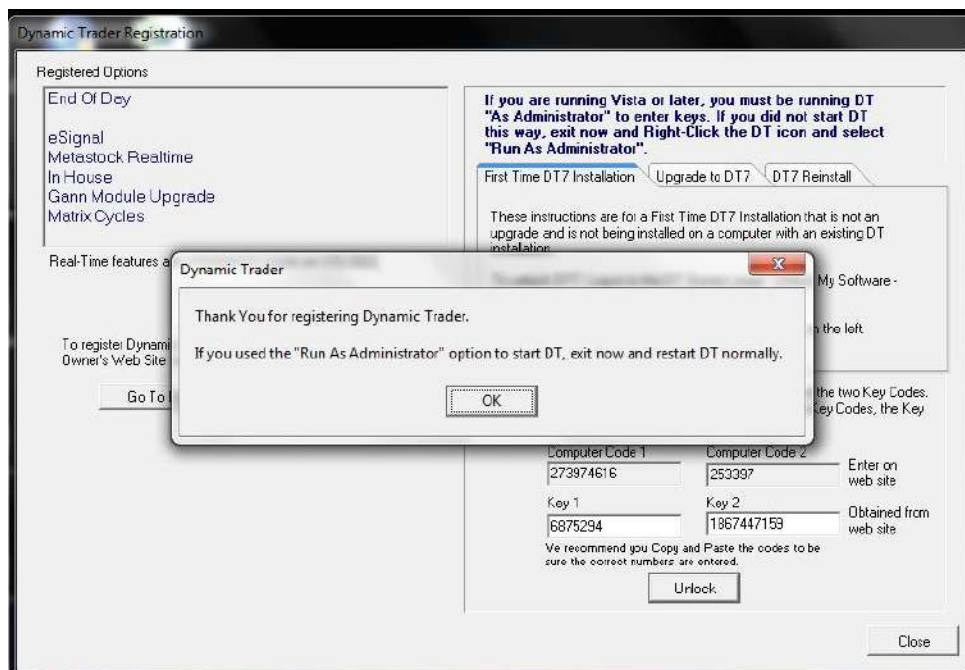 Dynamic Trader Registration
Registered Options
End Of Day
eSignal
Metastock Realtime
In House
Gann Module Upgrade
Matrix Cycles
Real-Time features a
To register Dynami
Owner's Web Site
Go To
If you are running Vista or later, you must be running DT
"As Administrator" to enter keys. If you did not start DT
this way, exit now and Right-Click the DT icon and select
"Run As Administrator".
First Time DT7 Installation
Upgrade to DT7
DT7 Reinstall
These instructions are for a First Time DT7 Installation that is not an
upgrade and is not being installed on a computer with an existing DT
installation.
My Software -
n the left
Dynamic Trader
Thank You for registering Dynamic Trader.
If you used the "Run As Administrator" option to start DT, exit now and restart DT normally.
OK
the two Key Codes.
Key Codes, the Key
Computer Code 1
Computer Code 2
273974616
253397
Enter on
web site
Key 1
Key 2
6875294
1867447159
Obtained from
web site
We recommend you Copy and Paste the codes to be
sure the correct numbers are entered.
Unlock
Close